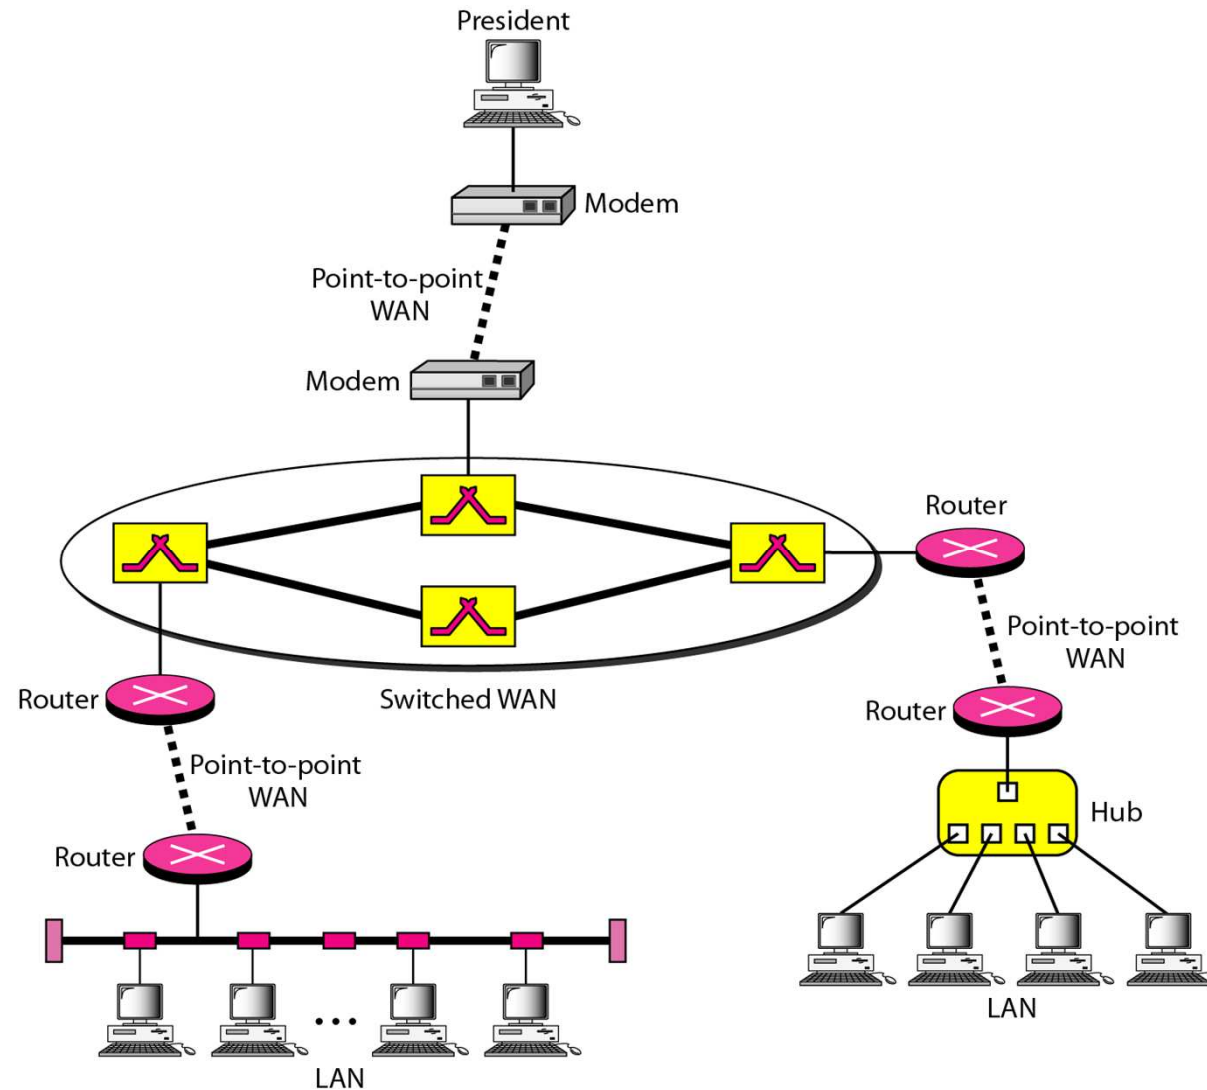 President
Modem
Point-to-point
WAN
Modem
Router
Point-to-point
WAN
Router
Switched WAN
Router
Point-to-point
WAN
Hub
Router
LAN
LAN